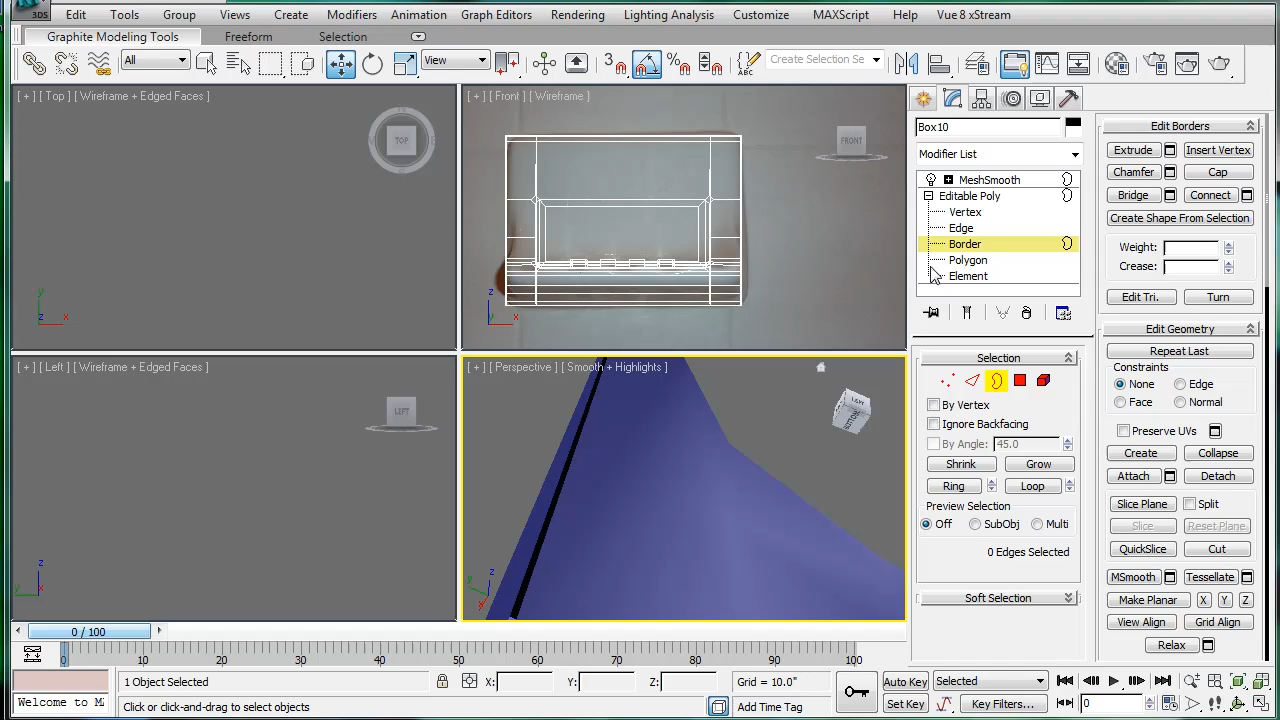 3DS
Edit Tools Group Views Create Modifiers Animation Graph Editors Rendering Lighting Analysis Customize MAXScript Help Vue 8 xStream
Graphite Modeling Tools Freeform Selection
All View 3 Create Selection Se
[ + ] [ Top ] [ Wireframe + Edged Faces ]
TOP
y
z x
[ + ] [ Front ] [ Wireframe ]
FRONT
z
y x
[ + ] [ Left ] [ Wireframe + Edged Faces ]
LEFT
z
y x
[ + ] [ Perspective ] [ Smooth + Highlights ]
LEFT
BOTTOM
z
y
x
Box10
Modifier List
MeshSmooth
Editable Poly
Vertex
Edge
Border
Polygon
Element
Selection
By Vertex
Ignore Backfacing
By Angle: 45.0
Shrink Grow
Ring Loop
Preview Selection
Off SubObj Multi
0 Edges Selected
Soft Selection
Edit Borders
Extrude Insert Vertex
Chamfer Cap
Bridge Connect
Create Shape From Selection
Weight:
Crease:
Edit Tri. Turn
Edit Geometry
Repeat Last
Constraints
None Edge
Face Normal
Preserve UVs
Create Collapse
Attach Detach
Slice Plane Split
Slice Reset Plane
QuickSlice Cut
MSmooth Tessellate
Make Planar X Y Z
View Align Grid Align
Relax
0 / 100
0 10 20 30 40 50 60 70 80 90 100
1 Object Selected X: Y: Z: Grid = 10.0" Auto Key Selected
Welcome to M Click or click-and-drag to select objects Add Time Tag Set Key Key Filters... 0